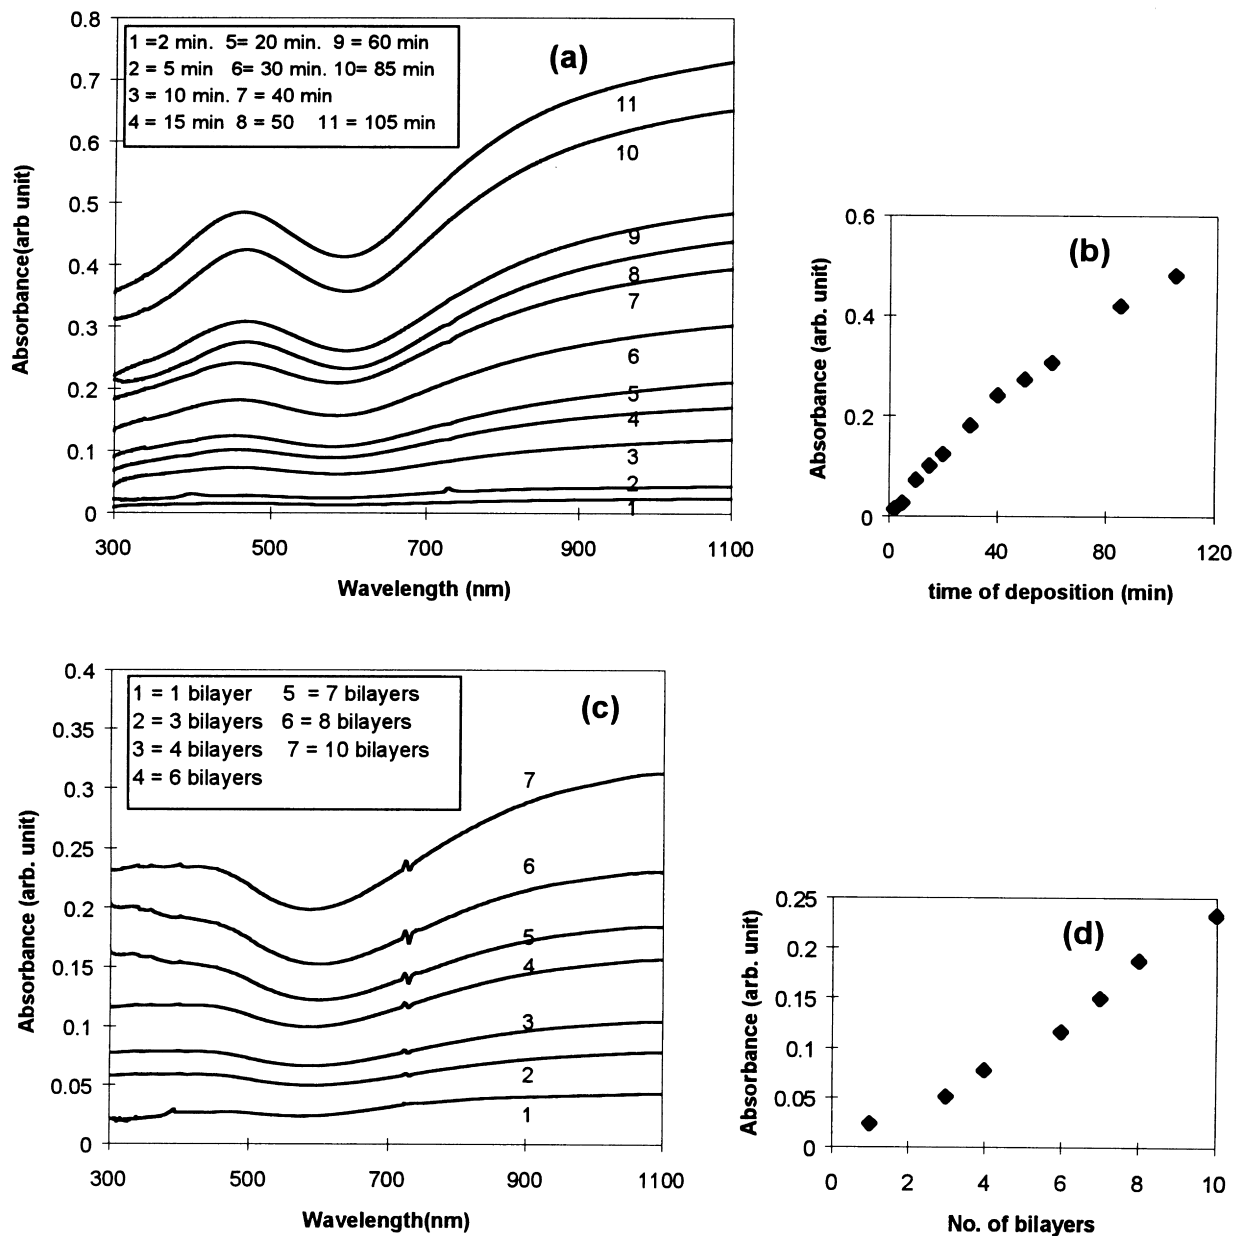 0.8
0.7
0.6
0.5
0.4
0.3
0.2
0.1
0
Absorbance(arb unit)
1 =2 min. 5= 20 min. 9 = 60 min
2 = 5 min 6= 30 min. 10= 85 min
3 = 10 min. 7 = 40 min
4 = 15 min 8 = 50 11 = 105 min
(a)
11
10
9
8
7
6
5
4
3
2
1
300 500 700 900 1100
Wavelength (nm)
0.6
0.4
0.2
0
Absorbance (arb. unit)
(b)
0 40 80 120
time of deposition (min)
0.4
0.35
0.3
0.25
0.2
0.15
0.1
0.05
0
Absorbance (arb. unit)
1 = 1 bilayer 5 = 7 bilayers
2 = 3 bilayers 6 = 8 bilayers
3 = 4 bilayers 7 = 10 bilayers
4 = 6 bilayers
(c)
7
6
5
4
3
2
1
300 500 700 900 1100
Wavelength(nm)
0.25
0.2
0.15
0.1
0.05
0
Absorbance (arb. unit)
(d)
0 2 4 6 8 10
No. of bilayers